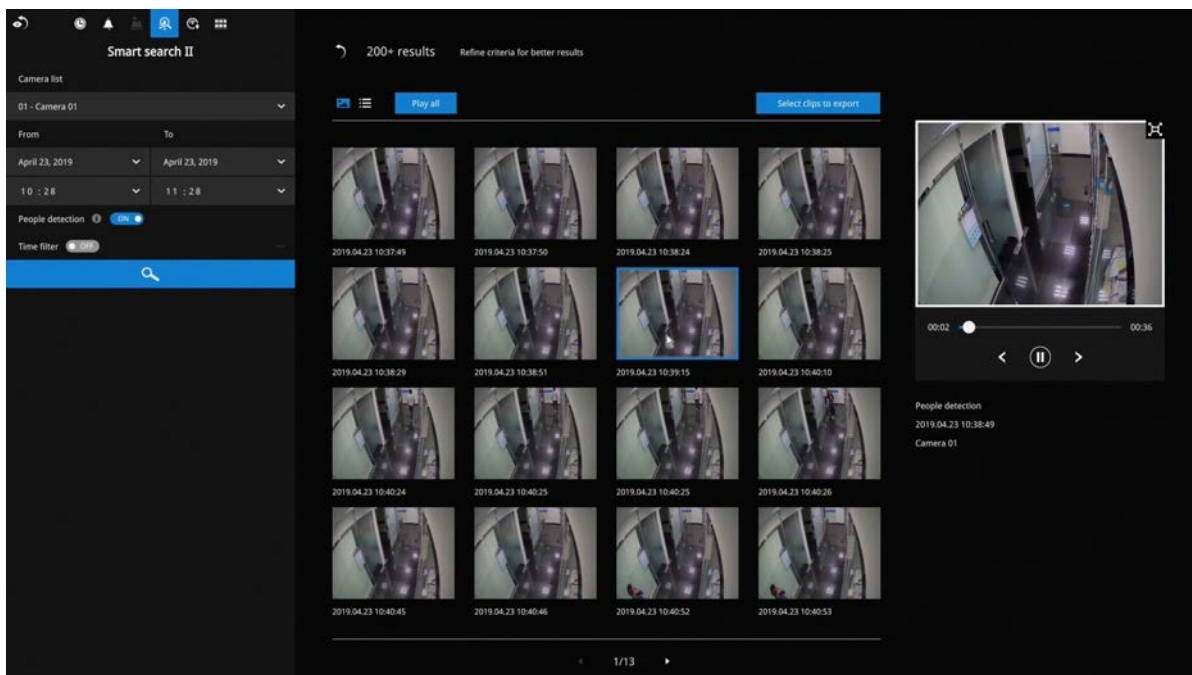 Smart search II
Camera list
01 - Camera 01
From To
April 23, 2019 April 23, 2019
10 : 28 11 : 28
People detection ON
Time filter OFF
200+ results Refine criteria for better results
Play all Select clips to export
2019.04.23 10:37:49 2019.04.23 10:37:50 2019.04.23 10:38:24 2019.04.23 10:38:25
2019.04.23 10:38:29 2019.04.23 10:38:51 2019.04.23 10:39:15 2019.04.23 10:40:10
2019.04.23 10:40:24 2019.04.23 10:40:25 2019.04.23 10:40:25 2019.04.23 10:40:26
2019.04.23 10:40:45 2019.04.23 10:40:46 2019.04.23 10:40:52 2019.04.23 10:40:53
1/13
00:02 00:36
People detection
2019.04.23 10:38:49
Camera 01